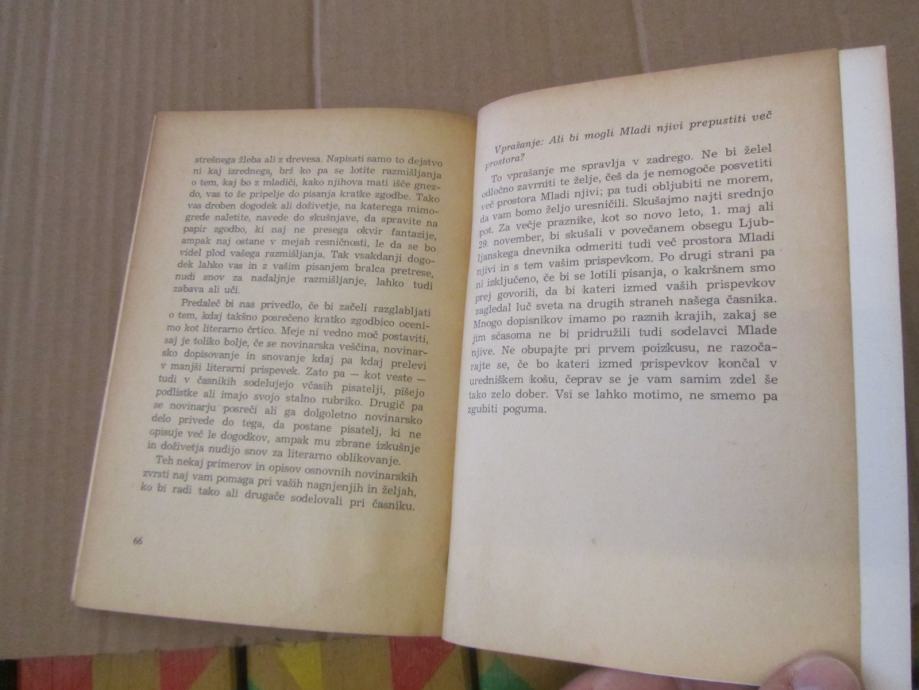 strešnega žleba ali z drevesa. Napisati samo to dejstvo
ni kaj izrednega, brž ko pa se lotite razmišljanja
o tem, kaj bo z mladiči, kako njihova mati išče gnez-
do, vas to še pripelje do pisanja kratke zgodbe. Tako
vas droben dogodek ali doživetje, na katerega mimo-
grede naletite, navede do skušnjave, da spravite na
papir zgodbo, ki naj ne presega okvir fantazije,
ampak naj ostane v mejah resničnosti, le da se bo
videl plod vašega razmišljanja. Tak vsakdanji dogo-
dek lahko vas in z vašim pisanjem bralca pretrese,
nudi snov za nadaljnje razmišljanje, lahko tudi
zabava ali uči.
Predaleč bi nas privedlo, če bi začeli razglabljati
o tem, kdaj takšno posrečeno kratko zgodbico oceni-
mo kot literarno črtico. Meje ni vedno moč postaviti,
saj je toliko bolje, če se novinarska veščina, novinar-
sko dopisovanje in snovanje kdaj pa kdaj prelevi
v manjši literarni prispevek. Zato pa — kot veste —
tudi v časnikih sodelujejo včasih pisatelji, pišejo
podlistke ali imajo svojo stalno rubriko. Drugič pa
se novinarju posreči ali ga dolgoletno novinarsko
delo privede do tega, da postane pisatelj, ki ne
opisuje več le dogodkov, ampak mu zbrane izkušnje
in doživetja nudijo snov za literarno oblikovanje.
Teh nekaj primerov in opisov osnovnih novinarskih
zvrsti naj vam pomaga pri vaših nagnjenjih in željah,
ko bi radi tako ali drugače sodelovali pri časniku.
66
Vprašanje: Ali bi mogli Mladi njivi prepustiti več
prostora?
To vprašanje me spravlja v zadrego. Ne bi želel
odločno zavrniti te želje, češ da je nemogoče posvetiti
več prostora Mladi njivi; pa tudi obljubiti ne morem,
da vam bomo željo uresničili. Skušajmo najti srednjo
pot. Za večje praznike, kot so novo leto, 1. maj ali
29. november, bi skušali v povečanem obsegu Ljub-
ljanskega dnevnika odmeriti tudi več prostora Mladi
njivi in s tem vašim prispevkom. Po drugi strani pa
ni izključeno, če bi se lotili pisanja, o kakršnem smo
prej govorili, da bi kateri izmed vaših prispevkov
zagledal luč sveta na drugih straneh našega časnika.
Mnogo dopisnikov imamo po raznih krajih, zakaj se
jim sčasoma ne bi pridružili tudi sodelavci Mlade
njive. Ne obupajte pri prvem poizkusu, ne razoča-
rajte se, če bo kateri izmed prispevkov končal v
uredniškem košu, čeprav se je vam samim zdel še
tako zelo dober. Vsi se lahko motimo, ne smemo pa
zgubiti poguma.